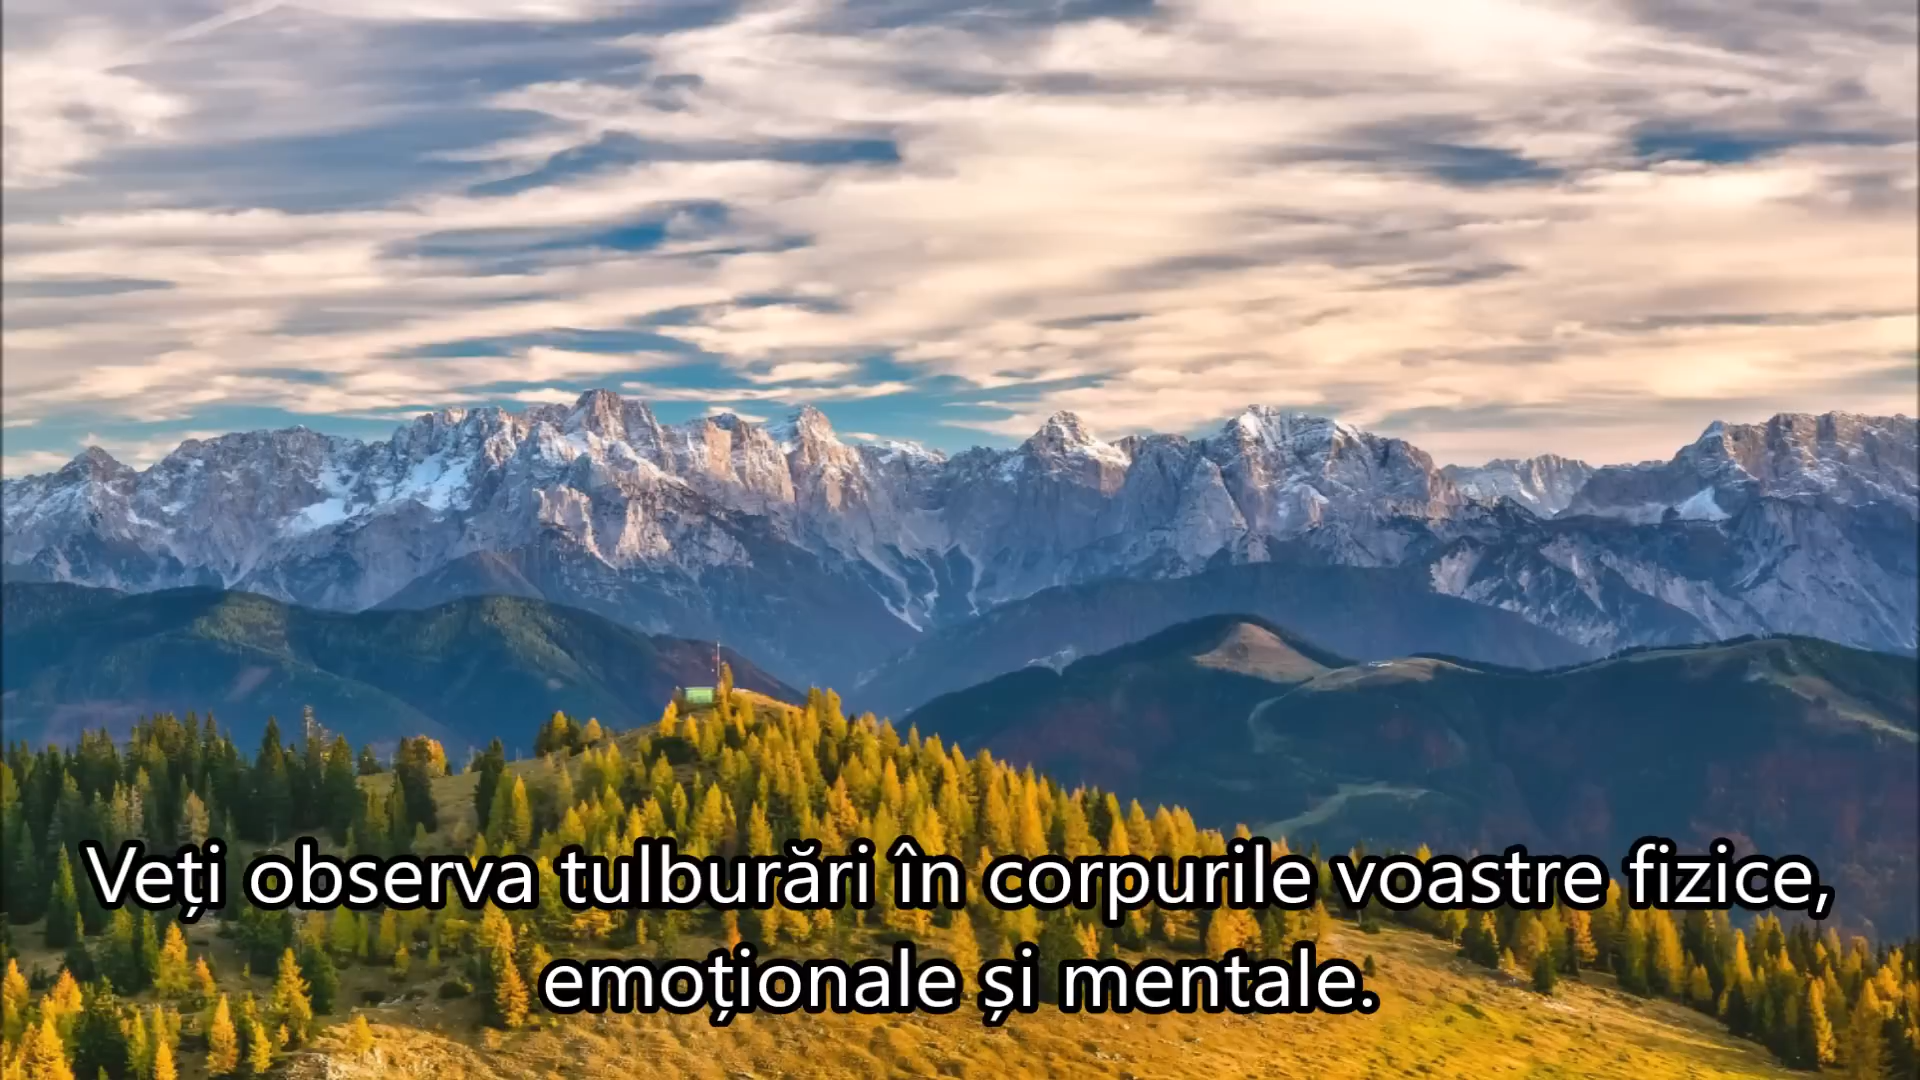 Veți observa tulburări în corpurile voastre fizice,
emoționale și mentale.